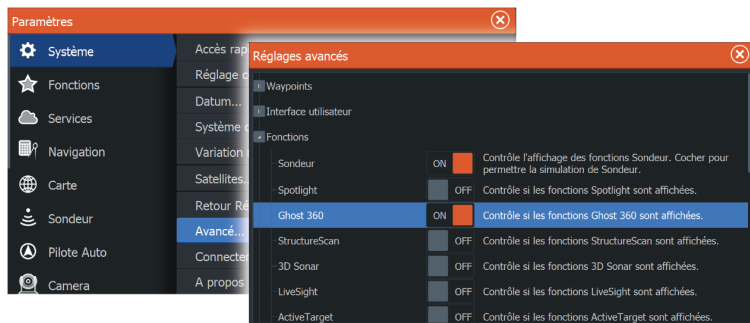 Paramètres
Système
Fonctions
Services
Navigation
Carte
Sondeur
Pilote Auto
Camera
Accès
Réglage
Datum...
Système
Variation
Satellites.
Retour
Avancé...
Connecter
A propos
Réglages avancés
Waypoints
Interface utilisateur
Fonctions
Sondeur ON Contrôle l'affichage des fonctions Sondeur. Cocher pour
permettre la simulation de Sondeur.
Spotlight OFF Contrôle si les fonctions Spotlight sont affichées.
Ghost 360 ON Contrôle si les fonctions Ghost 360 sont affichées.
StructureScan OFF Contrôle si les fonctions StructureScan sont affichées.
3D Sonar OFF Contrôle si les fonctions 3D Sonar sont affichées.
LiveSight OFF Contrôle si les fonctions LiveSight sont affichées.
ActiveTarget OFF Contrôle si les fonctions ActiveTarget sont affichées.